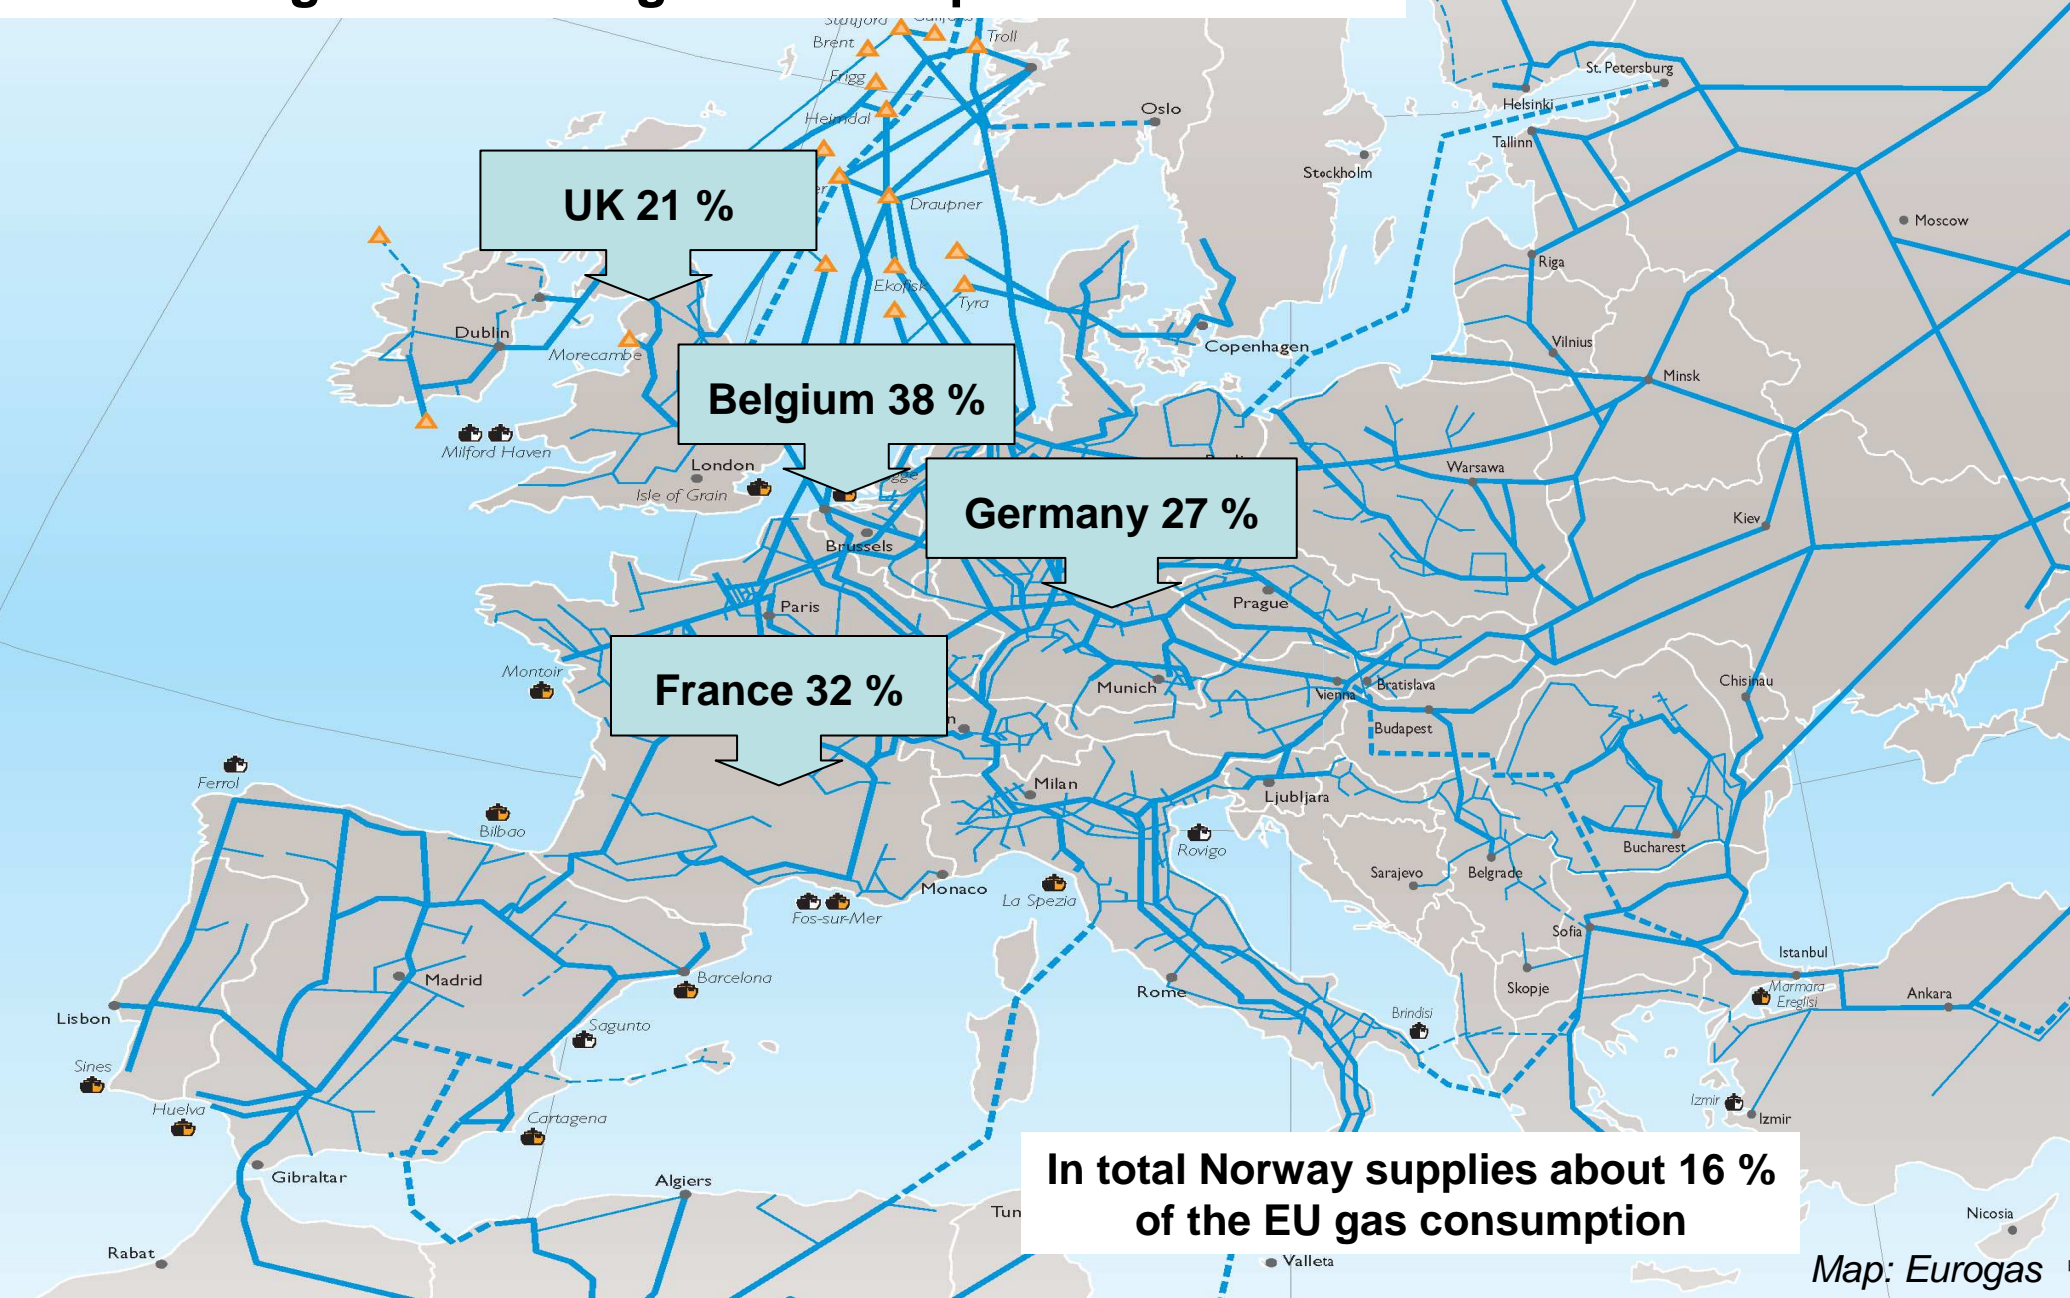 Brent
Troll
Frigg
St. Petersburg
Helsinki
Oslo
Heimdal
Tallinn
Stockholm
UK 21 %
Draupner
Moscow
Riga
Ekofisk
Tyra
Dublin
Morecambe
Copenhagen
Vilnius
Minsk
Belgium 38 %
Milford Haven
London
Isle of Grain
Warsawa
Germany 27 %
Kiev
Brussels
Paris
Prague
Montoir
France 32 %
Munich
Vienna
Bratislava
Chisinau
Budapest
Ferrol
Milan
Ljubljara
Bilbao
Rovigo
Bucharest
Sarajevo
Belgrade
Monaco
La Spezia
Fos-sur-Mer
Sofia
Istanbul
Madrid
Barcelona
Rome
Skopje
Marmara
Ereglisi
Ankara
Lisbon
Sagunto
Brindisi
Sines
Huelva
Cartagena
Izmir
Izmir
Gibraltar
Algiers
In total Norway supplies about 16 %
of the EU gas consumption
Nicosia
Rabat
Valleta
Map: Eurogas